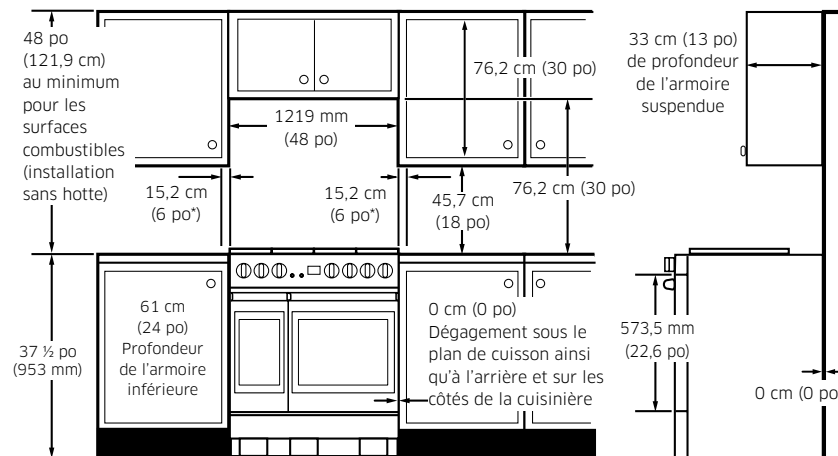 48 po
(121,9 cm)
au minimum
pour les
surfaces
combustibles
(installation
sans hotte)
1219 mm
(48 po)
76,2 cm (30 po)
15,2 cm
(6 po*)
15,2 cm
(6 po*)
45,7 cm
(18 po)
76,2 cm (30 po)
33 cm (13 po)
de profondeur
de l'armoire
suspendue
37 ½ po
(953 mm)
61 cm
(24 po)
Profondeur
de l'armoire
inférieure
0 cm (0 po)
Dégagement sous le
plan de cuisson ainsi
qu'à l'arrière et sur les
côtés de la cuisinière
573,5 mm
(22,6 po)
0 cm (0 po